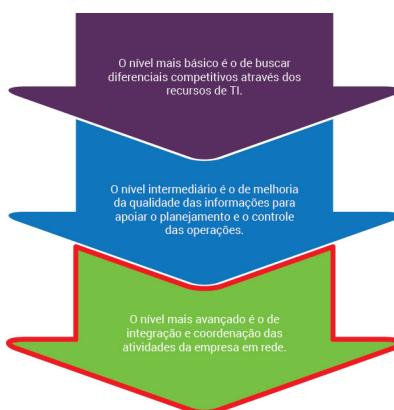 O nível mais básico é o de buscar
diferenciais competitivos através dos
recursos de TI.
O nível intermediário é o de melhoria
da qualidade das informações para
apoiar o planejamento e o controle
das operações.
O nível mais avançado é o de
integração e coordenação das
atividades da empresa em rede.